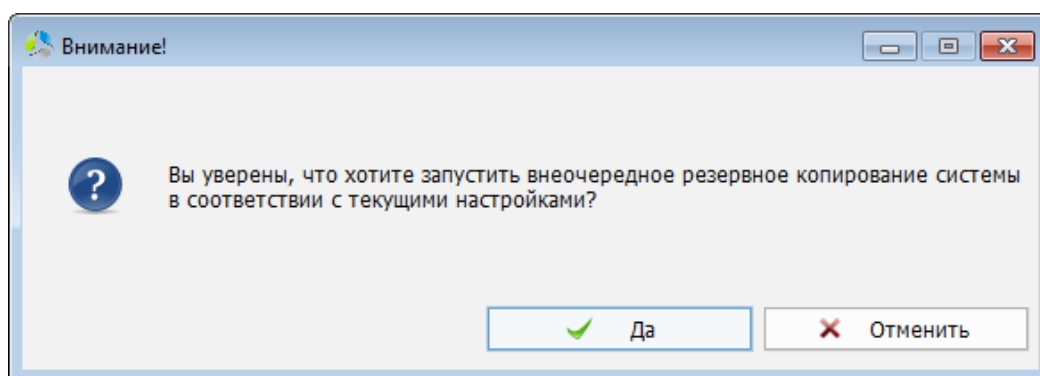 Внимание!
Вы уверены, что хотите запустить внеочередное резервное копирование системы
в соответствии с текущими настройками?
Да
Отменить